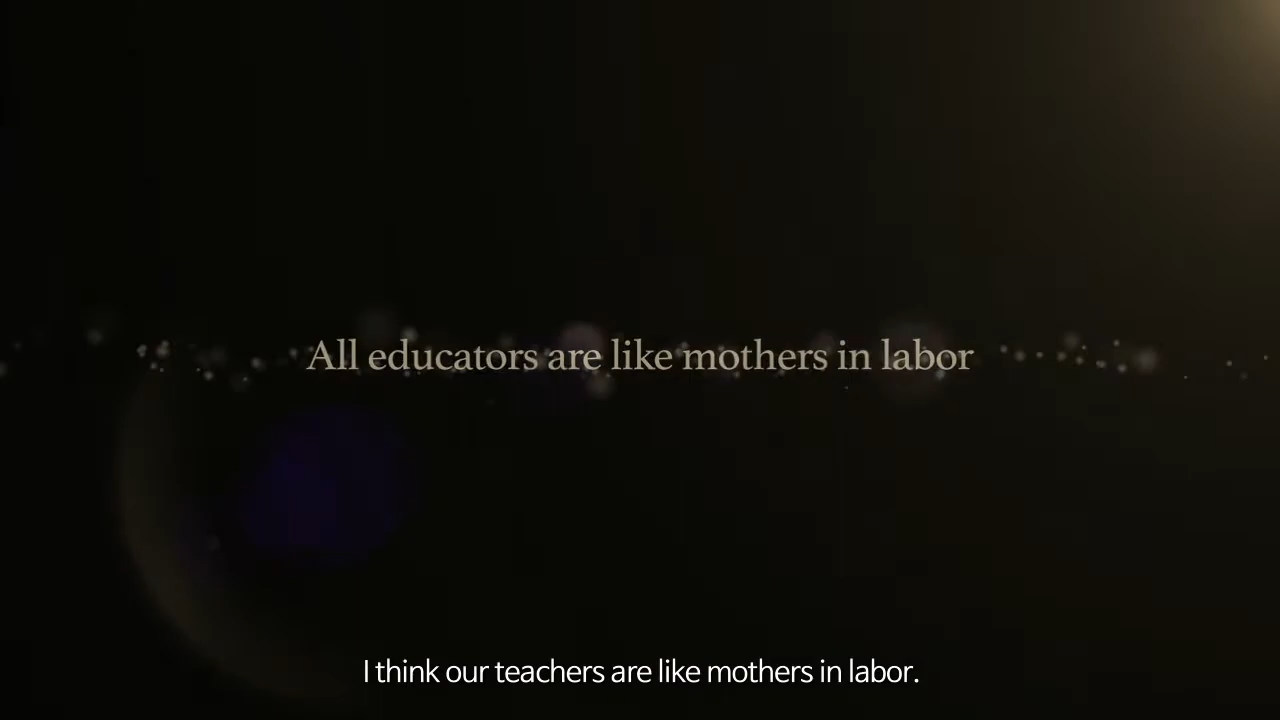 All educators are like mothers in labor
I think our teachers are like mothers in labor.